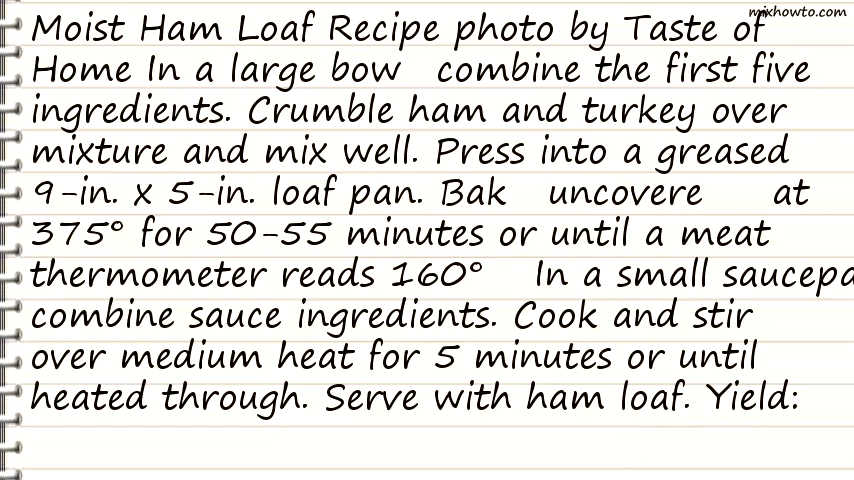 mixhowto.com
Moist Ham Loaf Recipe photo by Taste of
Home In a large bow combine the first five
ingredients. Crumble ham and turkey over
mixture and mix well. Press into a greased
9-in. x 5-in. loaf pan. Bak uncovere at
375° for 50-55 minutes or until a meat
thermometer reads 160° In a small saucepa
combine sauce ingredients. Cook and stir
over medium heat for 5 minutes or until
heated through. Serve with ham loaf. Yield: